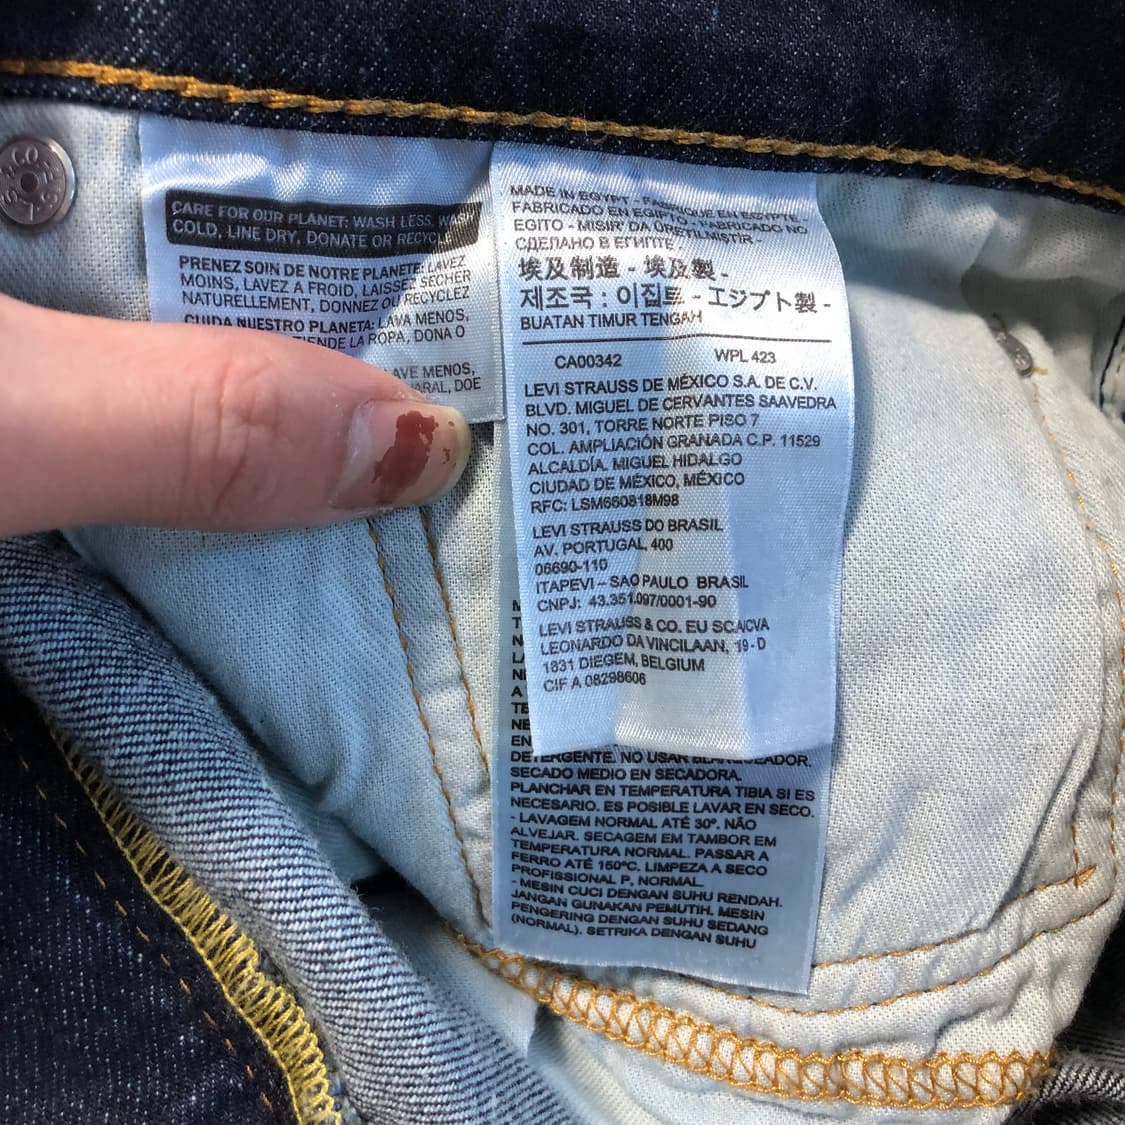 CARE FOR OUR PLANET: WASH LESS, WASH
COLD, LINE DRY, DONATE OR RECYCLE
PRENEZ SOIN DE NOTRE PLANETE: LAVEZ
MOINS, LAVEZ A FROID, LAISSEZ SECHER
NATURELLEMENT, DONNEZ OU RECYCLEZ
CUIDA NUESTRO PLANETA: LAVA MENOS,
LA ROPA, DONA O
MENOS,
DOE
MADE IN EGYPT - FABRIQUE EN EGYPTE -
FABRICADO EN EGIPTO - FABRICADO NO
EGITO - MISIR' DA ÜRETILMIŞTIR -
СДЕЛАНО В ЕГИПТЕ -
埃及制造 - 埃及製 -
제조국 : 이집트 - エジプト製 -
BUATAN TIMUR TENGAH
CA00342 WPL 423
LEVI STRAUSS DE MÉXICO S.A. DE C.V.
BLVD. MIGUEL DE CERVANTES SAAVEDRA
NO. 301, TORRE NORTE PISO 7
COL. AMPLIACIÓN GRANADA C.P. 11529
ALCALDÍA. MIGUEL HIDALGO
CIUDAD DE MÉXICO, MÉXICO
RFC: LSM660818M98
LEVI STRAUSS DO BRASIL
AV. PORTUGAL, 400
06690-110
ITAPEVI – SAO PAULO BRASIL
CNPJ: 43.351.097/0001-90
LEVI STRAUSS & CO. EU SCA\CVA
LEONARDO DA VINCILAAN, 19-D
1831 DIEGEM, BELGIUM
CIF A 08298606
DETERGENTE. NO USAR BLANQUEADOR.
SECADO MEDIO EN SECADORA.
PLANCHAR EN TEMPERATURA TIBIA SI ES
NECESARIO. ES POSIBLE LAVAR EN SECO.
- LAVAGEM NORMAL ATÉ 30º. NÃO
ALVEJAR. SECAGEM EM TAMBOR EM
TEMPERATURA NORMAL. PASSAR A
FERRO ATÉ 150ºC. LIMPEZA A SECO
PROFISSIONAL P, NORMAL.
- MESIN CUCI DENGAN SUHU RENDAH.
JANGAN GUNAKAN PEMUTIH. MESIN
PENGERING DENGAN SUHU SEDANG
(NORMAL). SETRIKA DENGAN SUHU